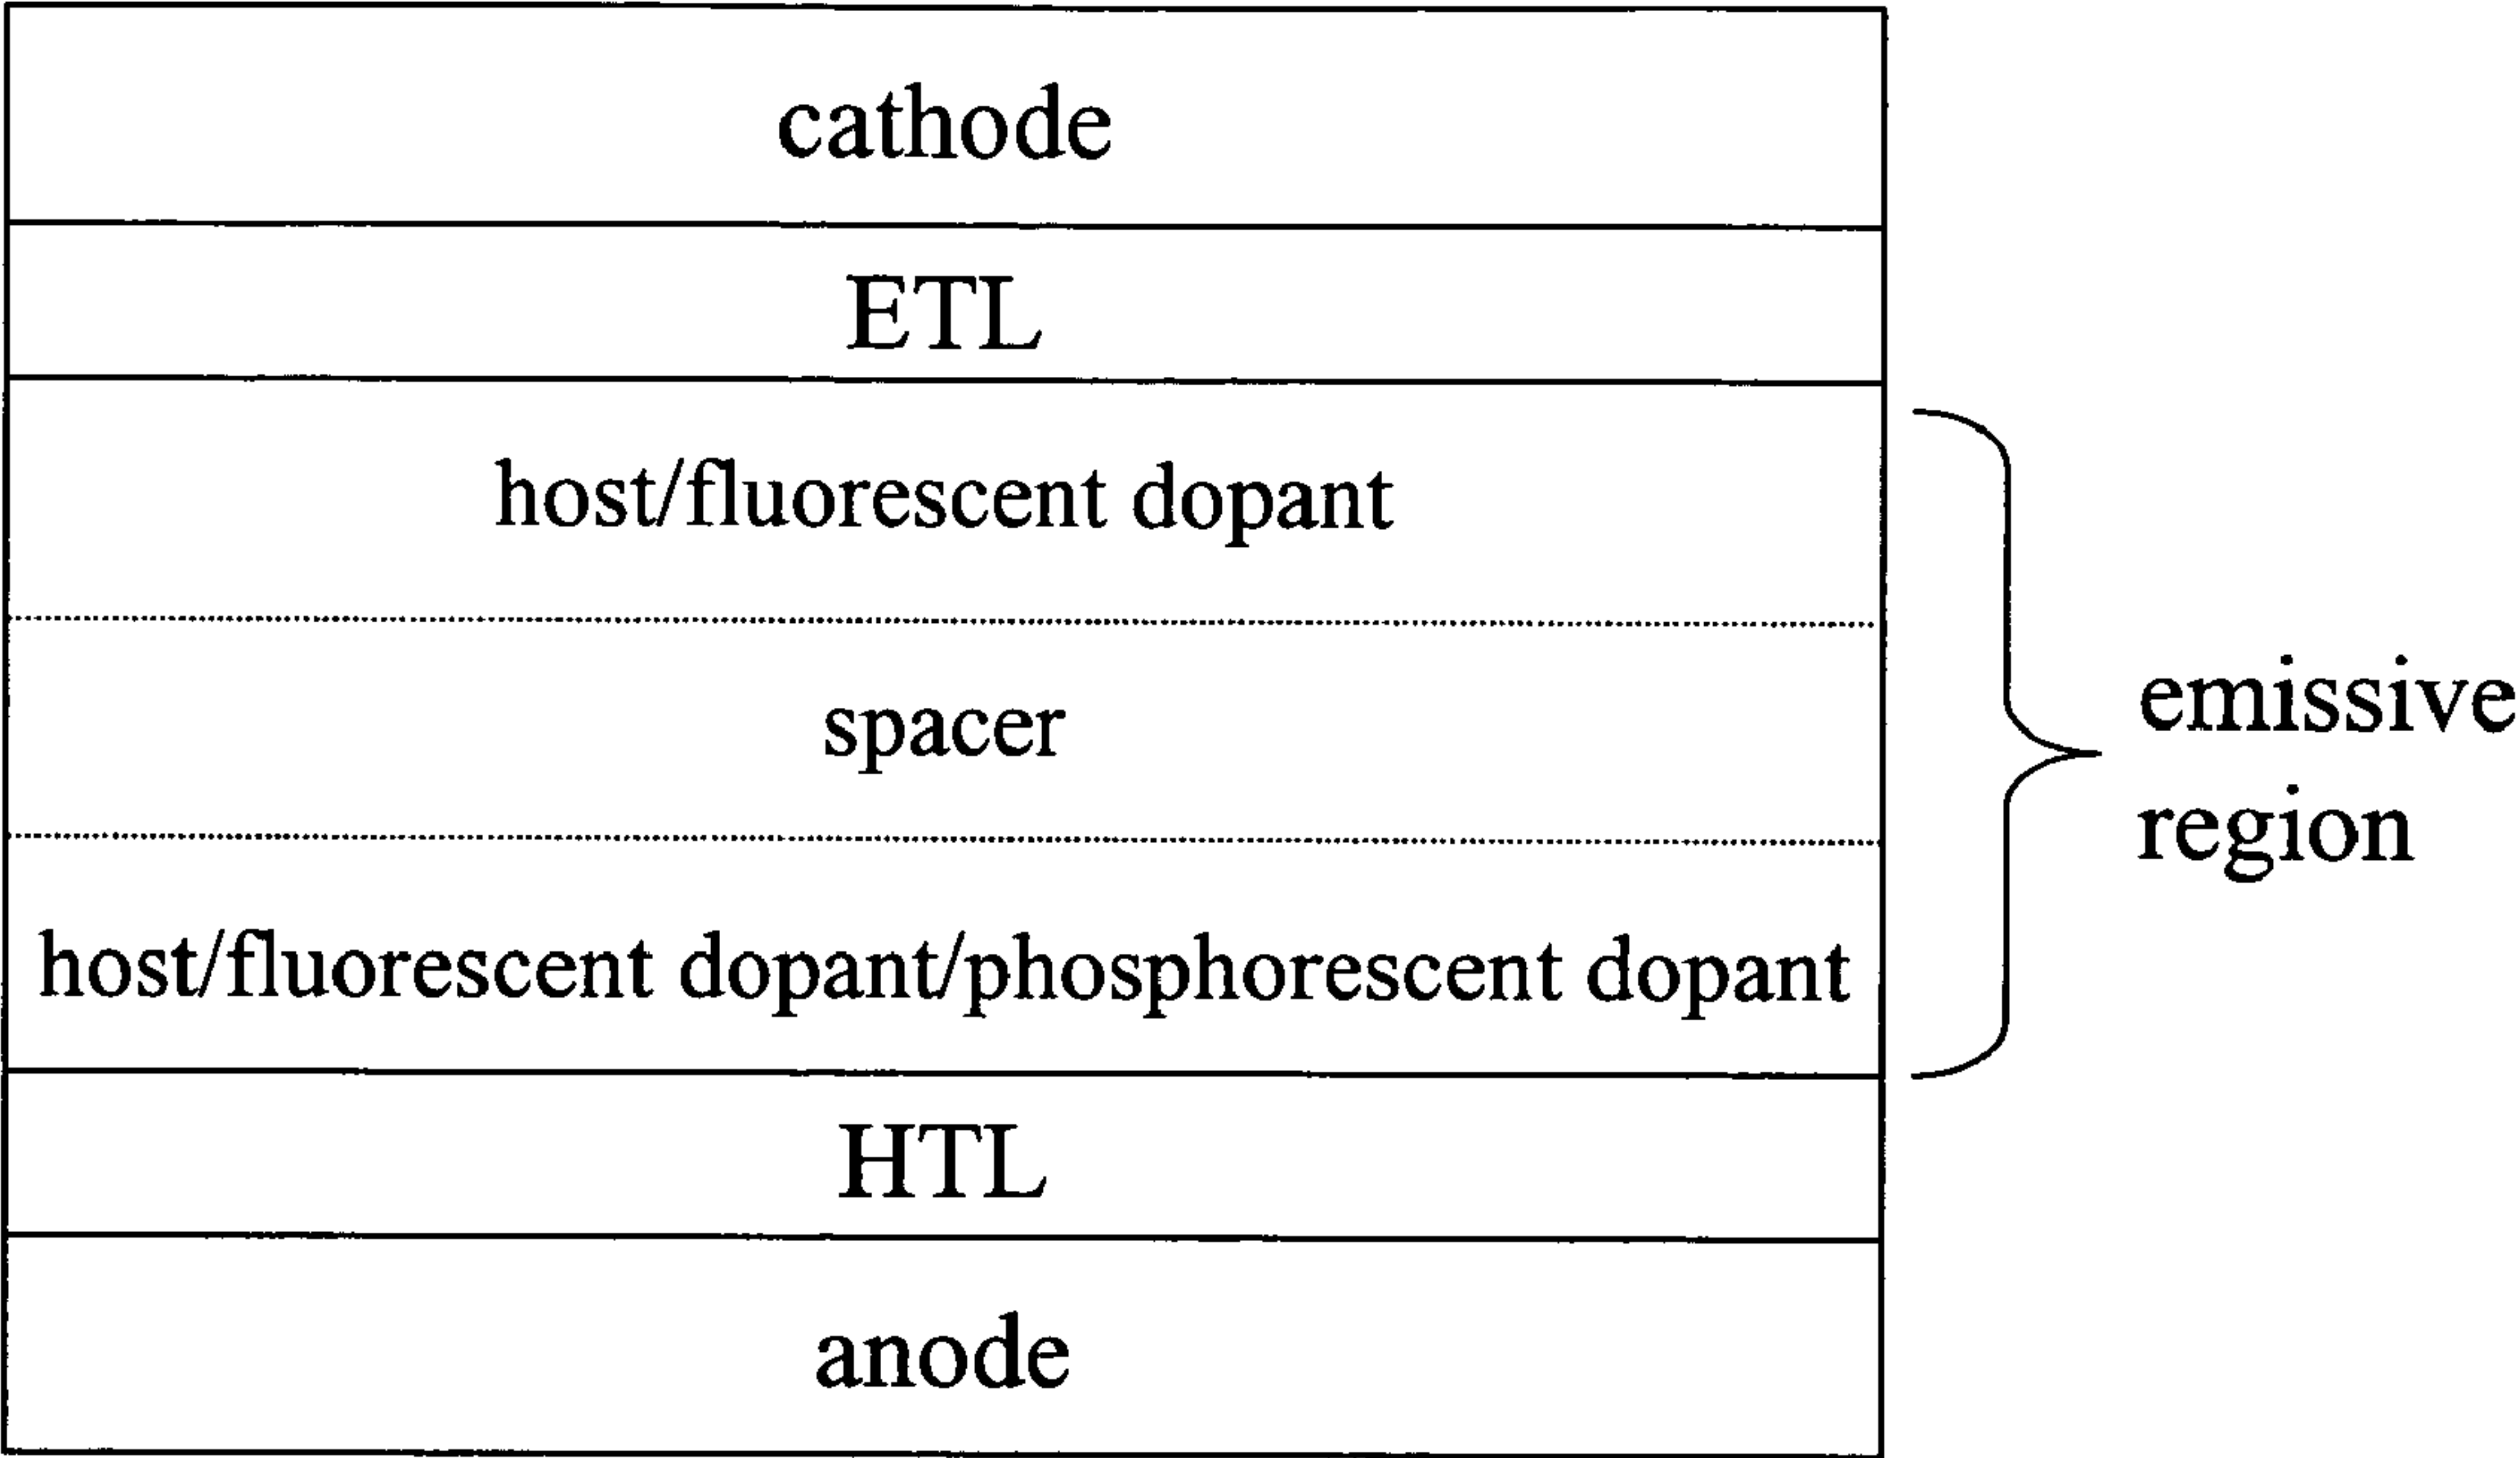 cathode
ETL
host/fluorescent dopant
spacer
host/fluorescent dopant/phosphorescent dopant
HTL
anode
emissive
region